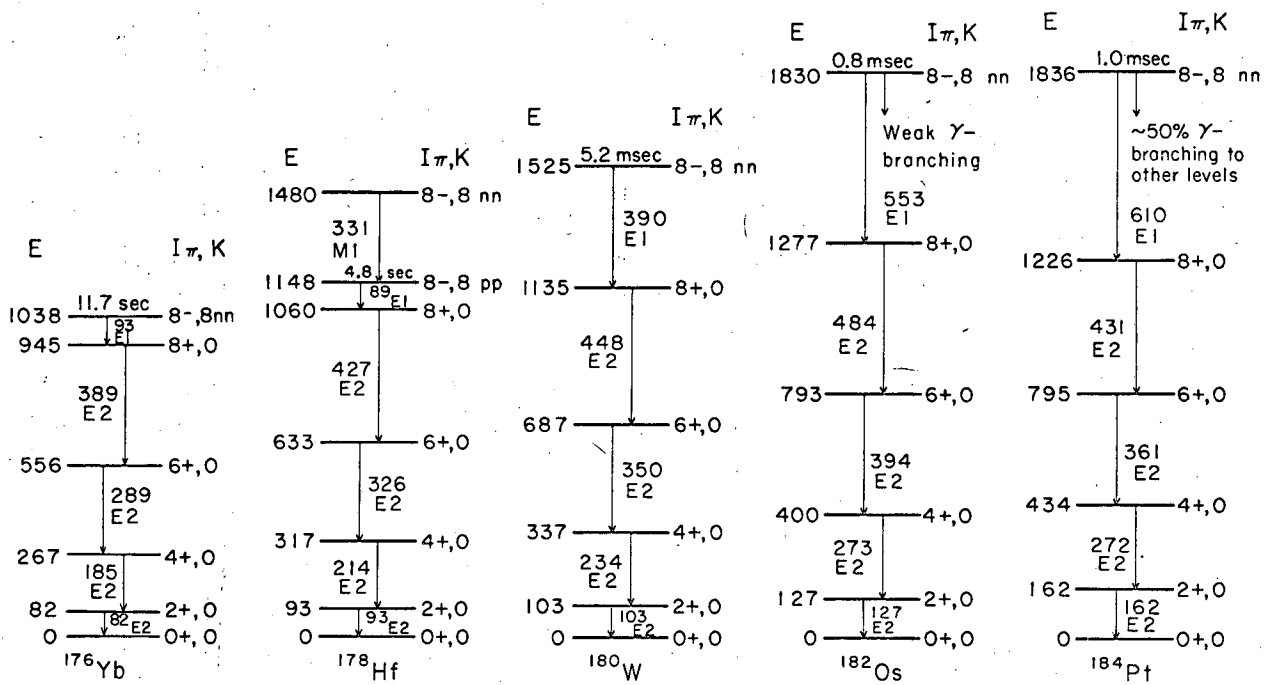 E Iπ, K
11.7 sec
1038 8-,8nn
93
E1
945 8+,0
389
E2
556 6+,0
289
E2
267 4+,0
185
E2
82 2+,0
82 E2
0 0+,0
176Yb
E Iπ,K
1480 8-,8 nn
331
M1
4.8 sec
1148 8-,8 pp
89 E1
1060 8+,0
427
E2
633 6+,0
326
E2
317 4+,0
214
E2
93 2+,0
93 E2
0 0+,0
178Hf
E Iπ,K
5.2 msec
1525 8-,8 nn
390
E1
1135 8+,0
448
E2
687 6+,0
350
E2
337 4+,0
234
E2
103 2+,0
103
E2
0 0+,0
180W
E Iπ,K
0.8 msec
1830 8-,8 nn
Weak γ-
branching
553
E1
1277 8+,0
484
E2
793 6+,0
394
E2
400 4+,0
273
E2
127 2+,0
127
E2
0 0+,0
182Os
E Iπ,K
1.0 msec
1836 8-,8 nn
~50% γ-
branching to
other levels
610
E1
1226 8+,0
431
E2
795 6+,0
361
E2
434 4+,0
272
E2
162 2+,0
162
E2
0 0+,0
184Pt